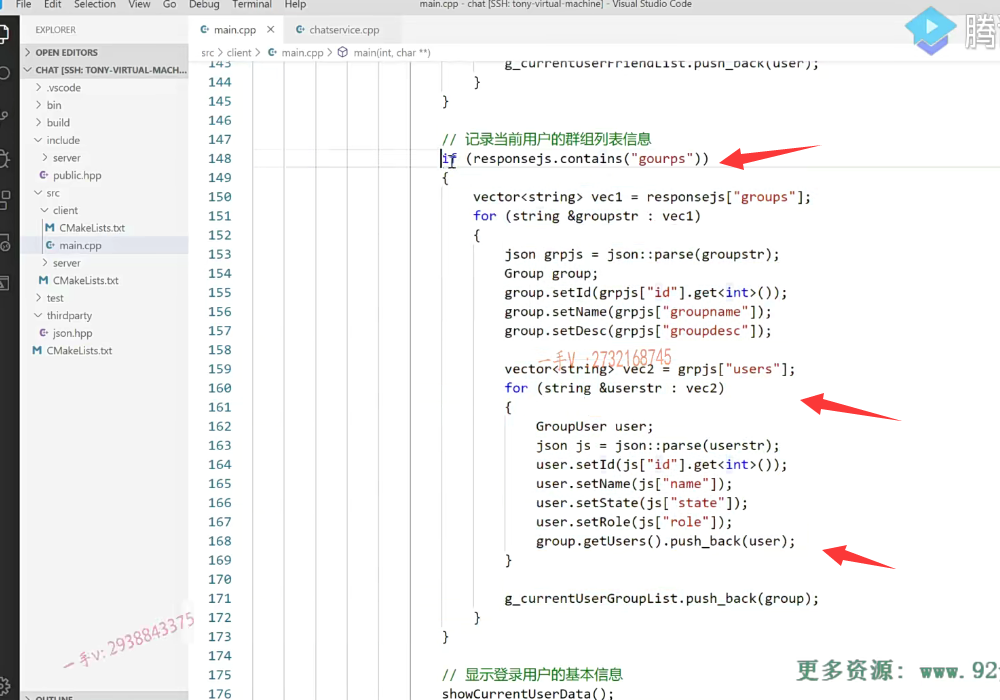 File Edit Selection View Go Debug Terminal Help main.cpp - chat [SSH: tony-virtual-machine] - Visual Studio Code
EXPLORER
OPEN EDITORS
CHAT [SSH: TONY-VIRTUAL-MACH...
.vscode
bin
build
include
server
public.hpp
src
client
CMakeLists.txt
main.cpp
server
CMakeLists.txt
test
thirdparty
json.hpp
CMakeLists.txt
OUTLINE
main.cpp chatservice.cpp
src > client > main.cpp > main(int, char **)
143 g_currentUserFriendList.push_back(user);
144 }
145 }
146
147 // 记录当前用户的群组列表信息
148 if (responsejs.contains("gourps"))
149 {
150 vector<string> vec1 = responsejs["groups"];
151 for (string &groupstr : vec1)
152 {
153 json grpjs = json::parse(groupstr);
154 Group group;
155 group.setId(grpjs["id"].get<int>());
156 group.setName(grpjs["groupname"]);
157 group.setDesc(grpjs["groupdesc"]);
158
一手V :2732168745
159 vector<string> vec2 = grpjs["users"];
160 for (string &userstr : vec2)
161 {
162 GroupUser user;
163 json js = json::parse(userstr);
164 user.setId(js["id"].get<int>());
165 user.setName(js["name"]);
166 user.setState(js["state"]);
167 user.setRole(js["role"]);
168 group.getUsers().push_back(user);
169 }
170
171 g_currentUserGroupList.push_back(group);
172 }
173 }
174
175 // 显示登录用户的基本信息
176 showCurrentUserData();
一手V:2938843375
更多资源: www.92
腾